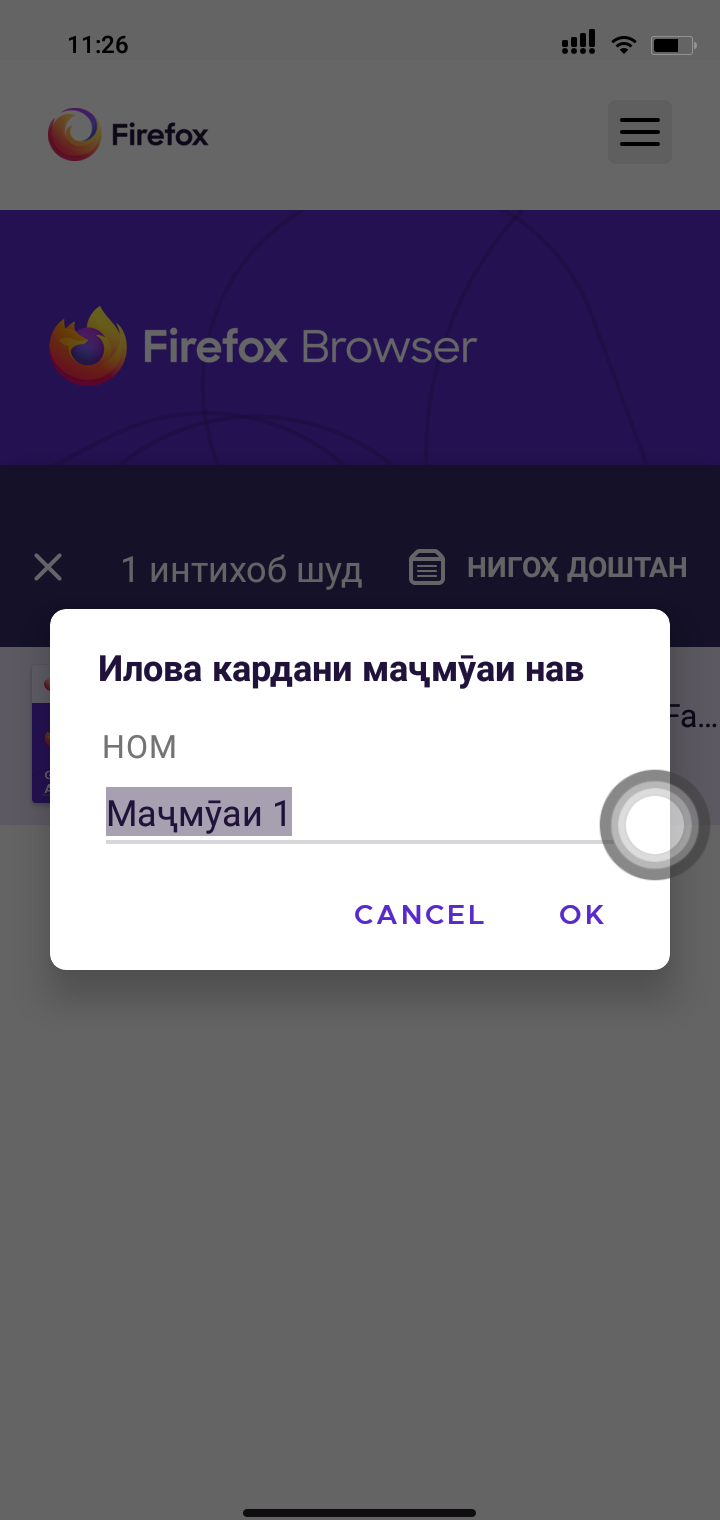 11:26
Firefox
Firefox Browser
1 интихоб шуд
НИГОҲ ДОШТАН
Илова кардани маҷмӯаи нав
НОМ
Маҷмӯаи 1
CANCEL
OK